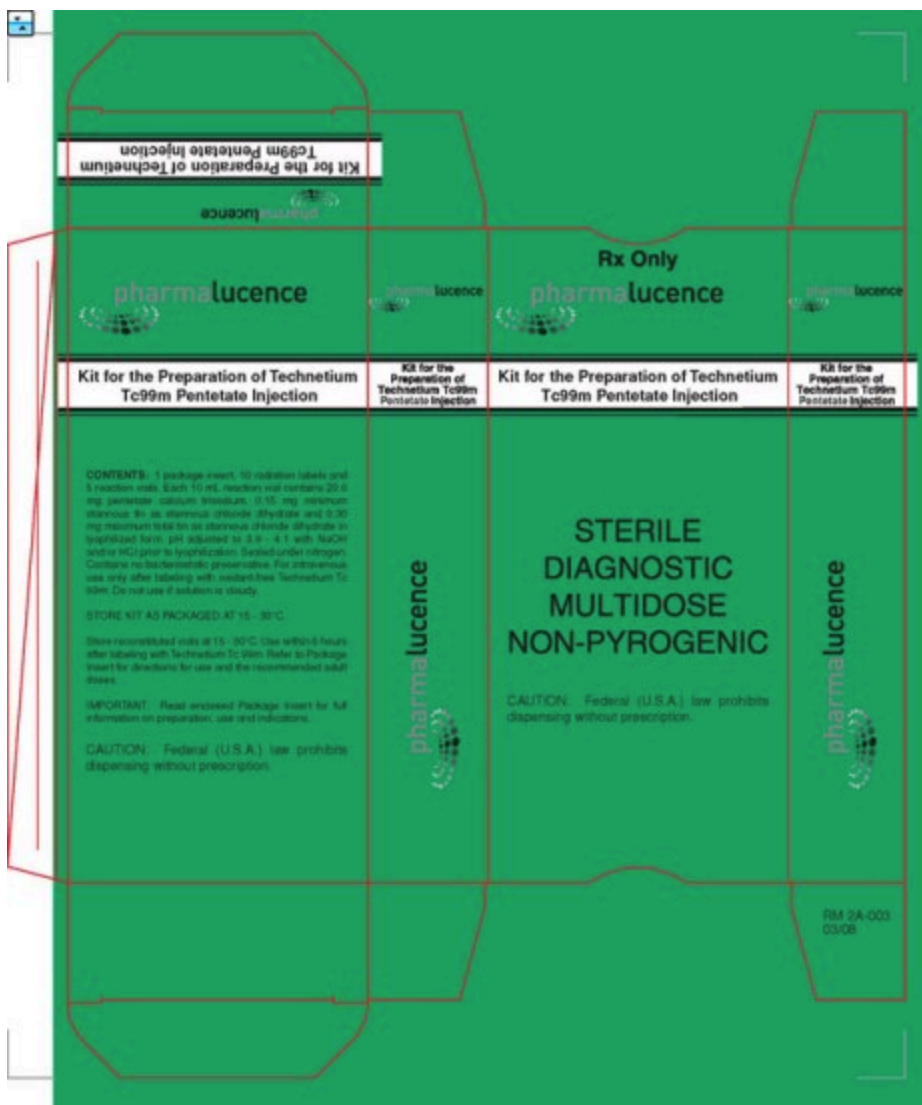 Kit for the Preparation of Technetium
Tc99m Pentetate Injection
pharmalucence
pharmalucence
Kit for the Preparation of Technetium
Tc99m Pentetate Injection
CONTENTS: 1 package insert, 10 radiation labels and
5 reaction vials. Each 10 mL reaction vial contains 20.6
mg pentetate calcium trisodium, 0.15 mg minimum
stannous tin as stannous chloride dihydrate and 0.30
mg maximum total tin as stannous chloride dihydrate in
lyophilized form. pH adjusted to 3.9 - 4.1 with NaOH
and/or HCl prior to lyophilization. Sealed under nitrogen.
Contains no bacteriostatic preservative. For intravenous
use only after labeling with oxidant-free Technetium Tc
99m. Do not use if solution is cloudy.
STORE KIT AS PACKAGED AT 15 - 30°C
Store reconstituted vials at 15 - 30°C. Use within 6 hours
after labeling with Technetium Tc 99m. Refer to Package
Insert for directions for use and the recommended adult
doses.
IMPORTANT: Read enclosed Package Insert for full
information on preparation, use and indications.
CAUTION: Federal (U.S.A.) law prohibits
dispensing without prescription.
pharmalucence
Kit for the
Preparation of
Technetium Tc99m
Pentetate Injection
pharmalucence
Rx Only
pharmalucence
Kit for the Preparation of Technetium
Tc99m Pentetate Injection
STERILE
DIAGNOSTIC
MULTIDOSE
NON-PYROGENIC
CAUTION: Federal (U.S.A.) law prohibits
dispensing without prescription.
pharmalucence
Kit for the
Preparation of
Technetium Tc99m
Pentetate Injection
pharmalucence
RM 2A-003
03/08